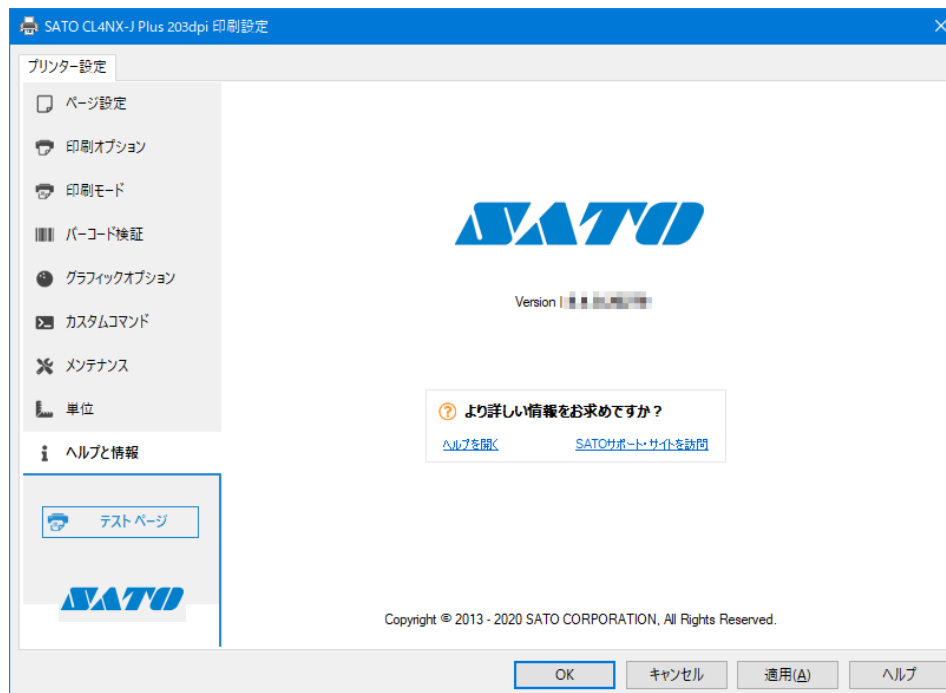 SATO CL4NX-J Plus 203dpi 印刷設定
プリンター設定
ページ設定
印刷オプション
印刷モード
バーコード検証
グラフィックオプション
カスタムコマンド
メンテナンス
単位
ヘルプと情報
テスト ページ
SATO
SATO
Version
より詳しい情報をお求めですか？
ヘルプを開く SATOサポート・サイトを訪問
Copyright © 2013 - 2020 SATO CORPORATION, All Rights Reserved.
OK キャンセル 適用(A) ヘルプ